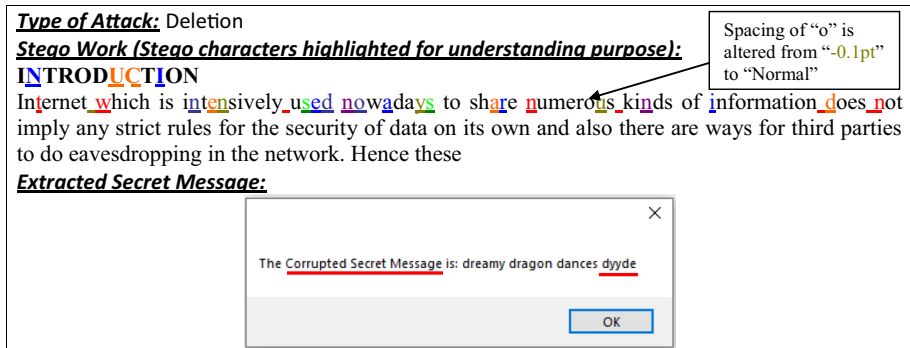 Type of Attack: Deletion
Stego Work (Stego characters highlighted for understanding purpose):
Spacing of “o” is
altered from “-0.1pt”
to “Normal”
INTRODUCTION
Internet which is intensively used nowadays to share numerous kinds of information does not
imply any strict rules for the security of data on its own and also there are ways for third parties
to do eavesdropping in the network. Hence these
Extracted Secret Message:
The Corrupted Secret Message is: dreamy dragon dances dyyde
OK